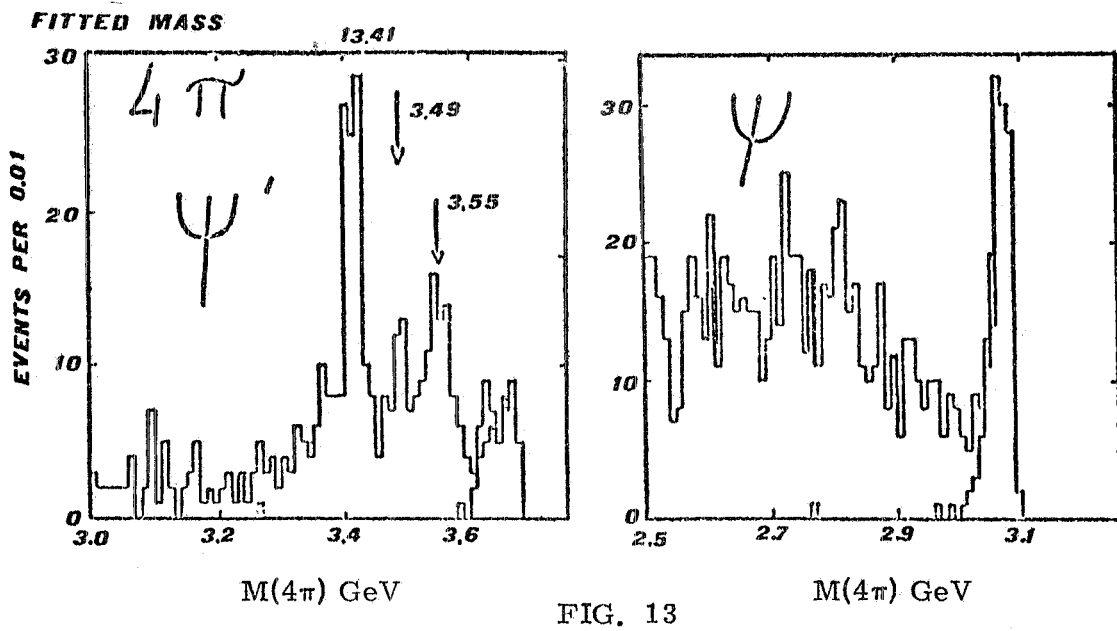 FITTED MASS
13.41
4 π
ψ'
3.49
3.55
EVENTS PER 0.01
30
20
10
0
3.0
3.2
3.4
3.6
M(4π) GeV
ψ
30
20
10
0
2.5
2.7
2.9
3.1
M(4π) GeV
FIG. 13